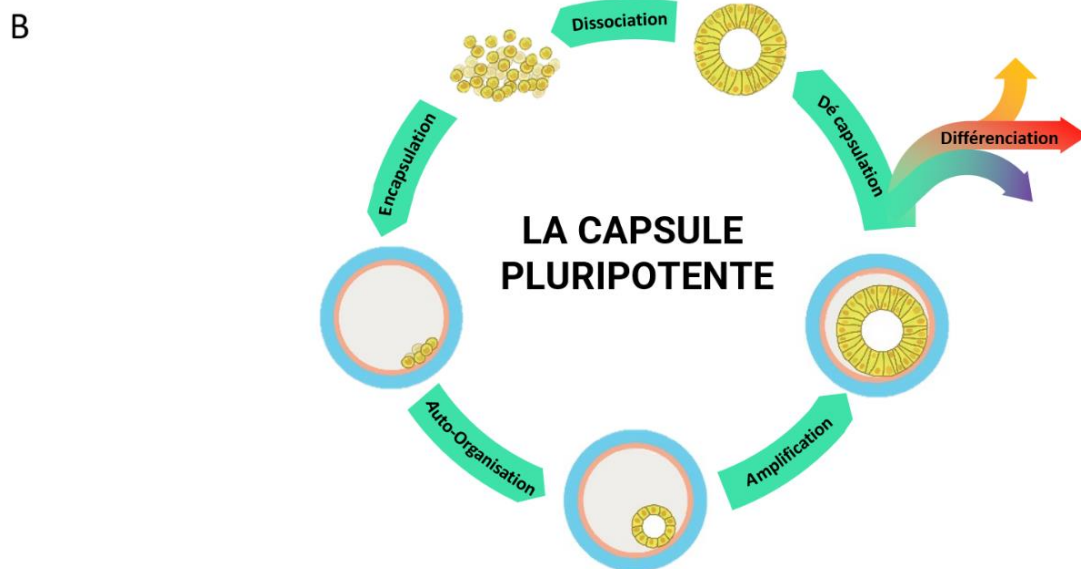 B
Dissociation
Dé capsulation
Différenciation
Encapsulation
LA CAPSULE
PLURIPOTENTE
Auto-Organisation
Amplification